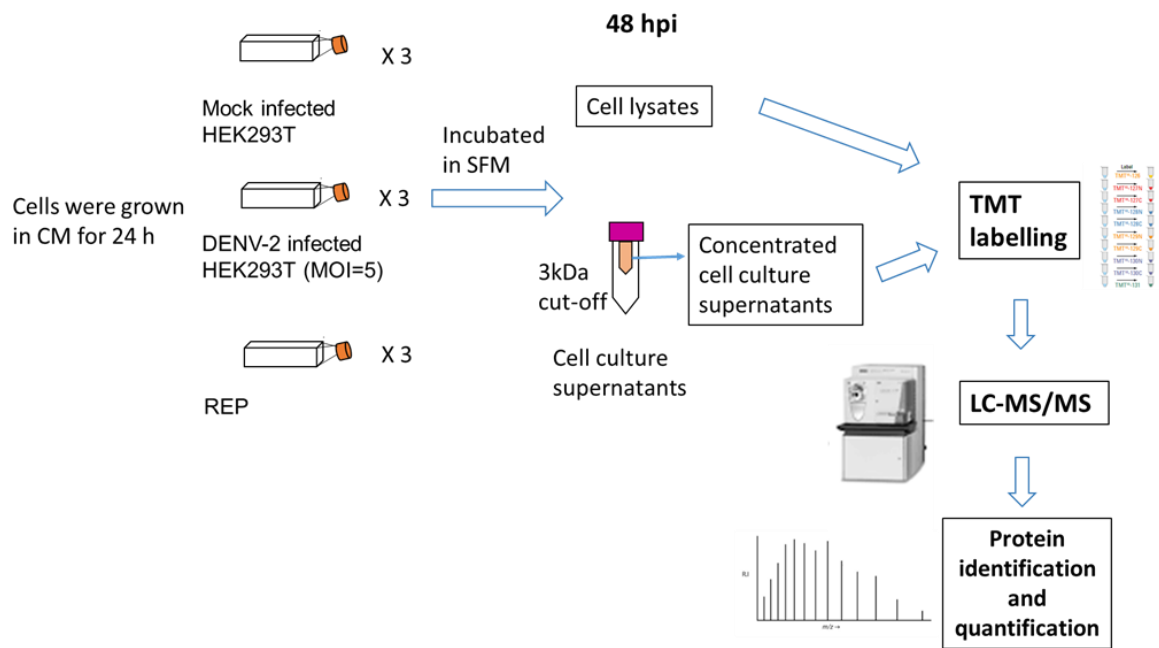 48 hpi
X 3
Mock infected
HEK293T
Cell lysates
Incubated
in SFM
Cells were grown
in CM for 24 h
X 3
DENV-2 infected
HEK293T (MOI=5)
3kDa
cut-off
Concentrated
cell culture
supernatants
TMT
labelling
Label
X 3
REP
Cell culture
supernatants
LC-MS/MS
m/z →
Protein
identification
and
quantification